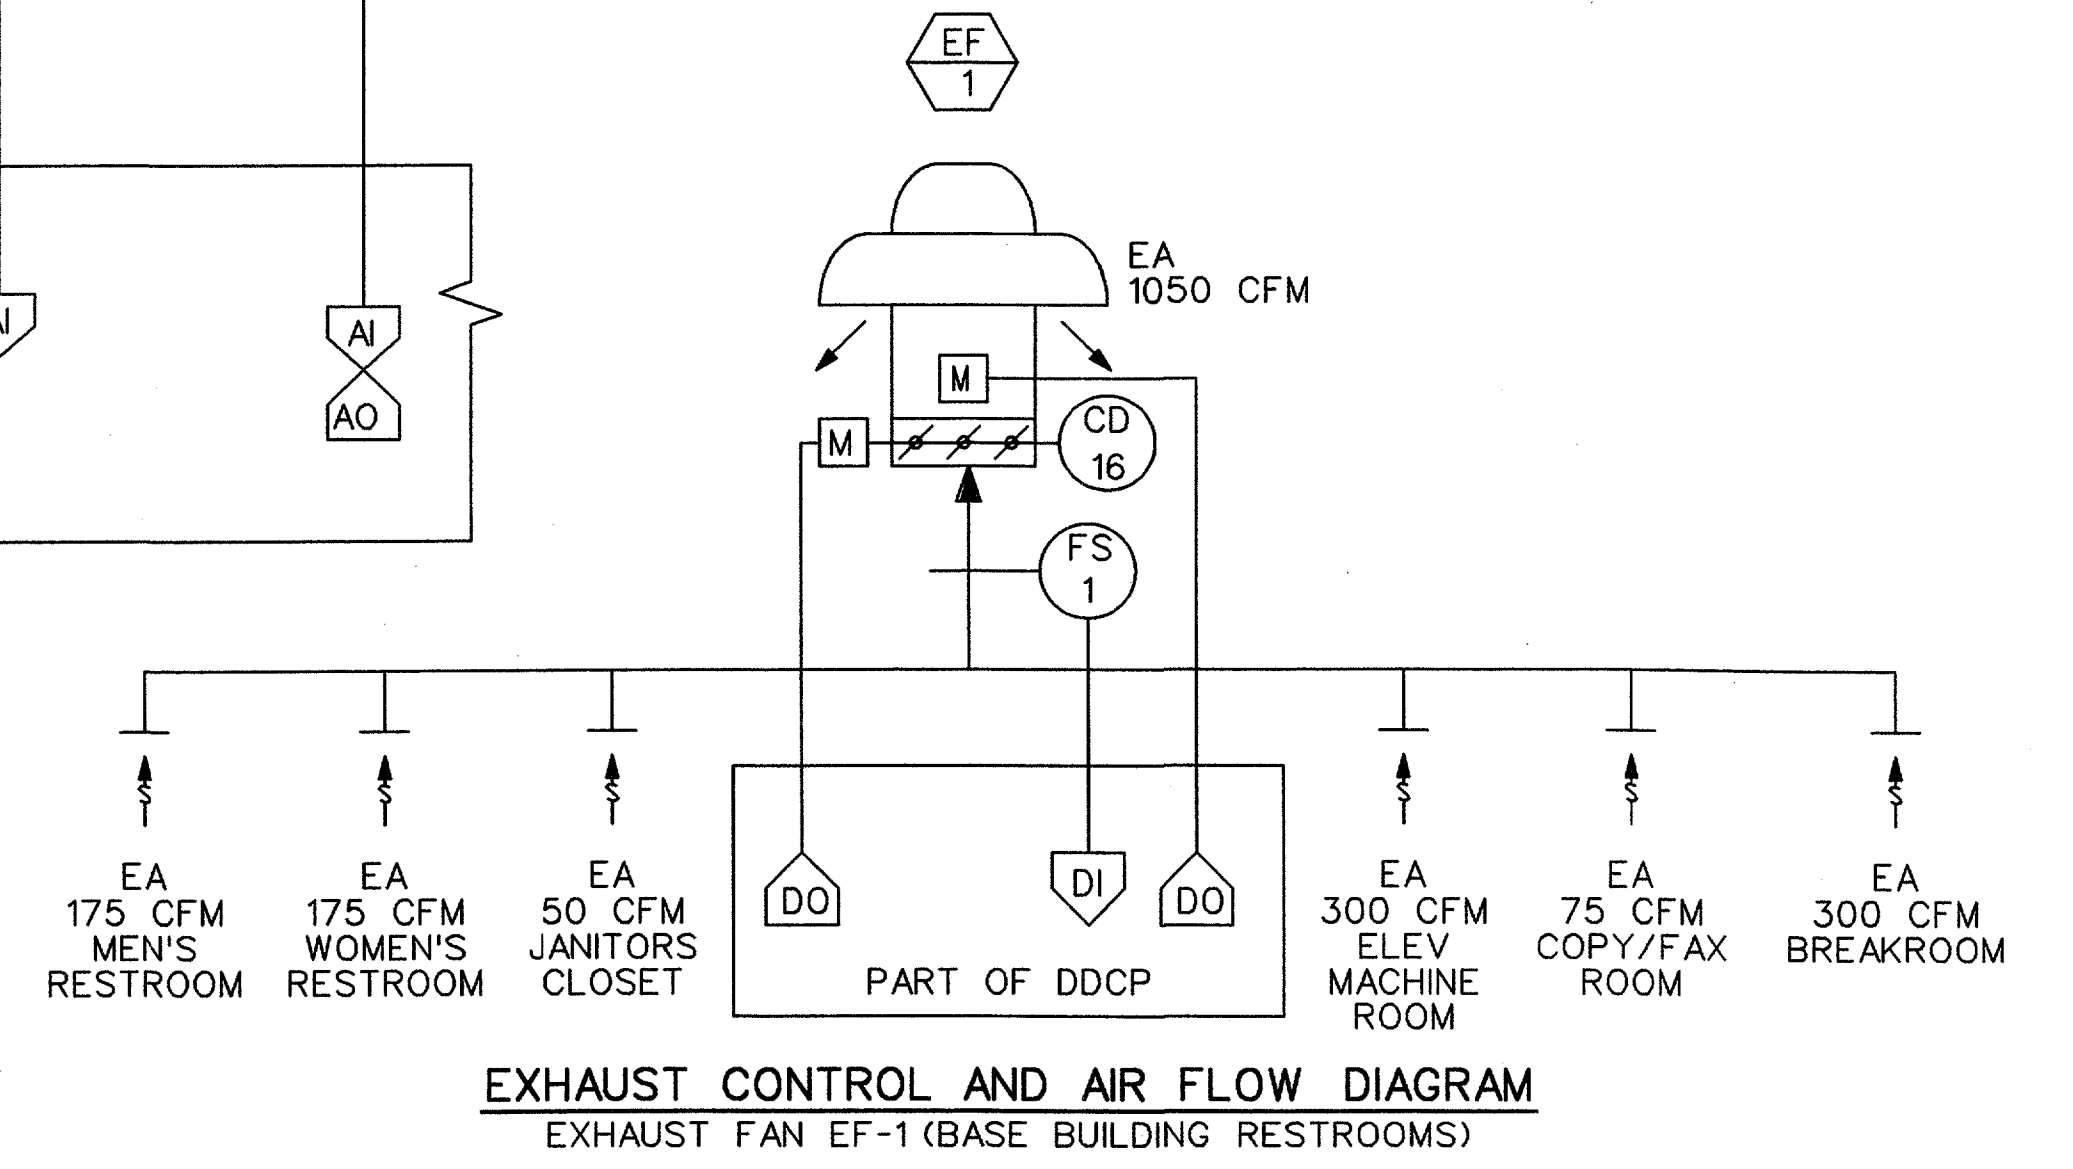 EF
1
EA
1050 CFM
AI
AO
M
M
CD
16
FS
1
EA
175 CFM
MEN'S
RESTROOM
EA
175 CFM
WOMEN'S
RESTROOM
EA
50 CFM
JANITORS
CLOSET
DO
DI
DO
PART OF DDCP
EA
300 CFM
ELEV
MACHINE
ROOM
EA
75 CFM
COPY/FAX
ROOM
EA
300 CFM
BREAKROOM
S
S
S
S
S
S
EXHAUST CONTROL AND AIR FLOW DIAGRAM
EXHAUST FAN EF-1 (BASE BUILDING RESTROOMS)